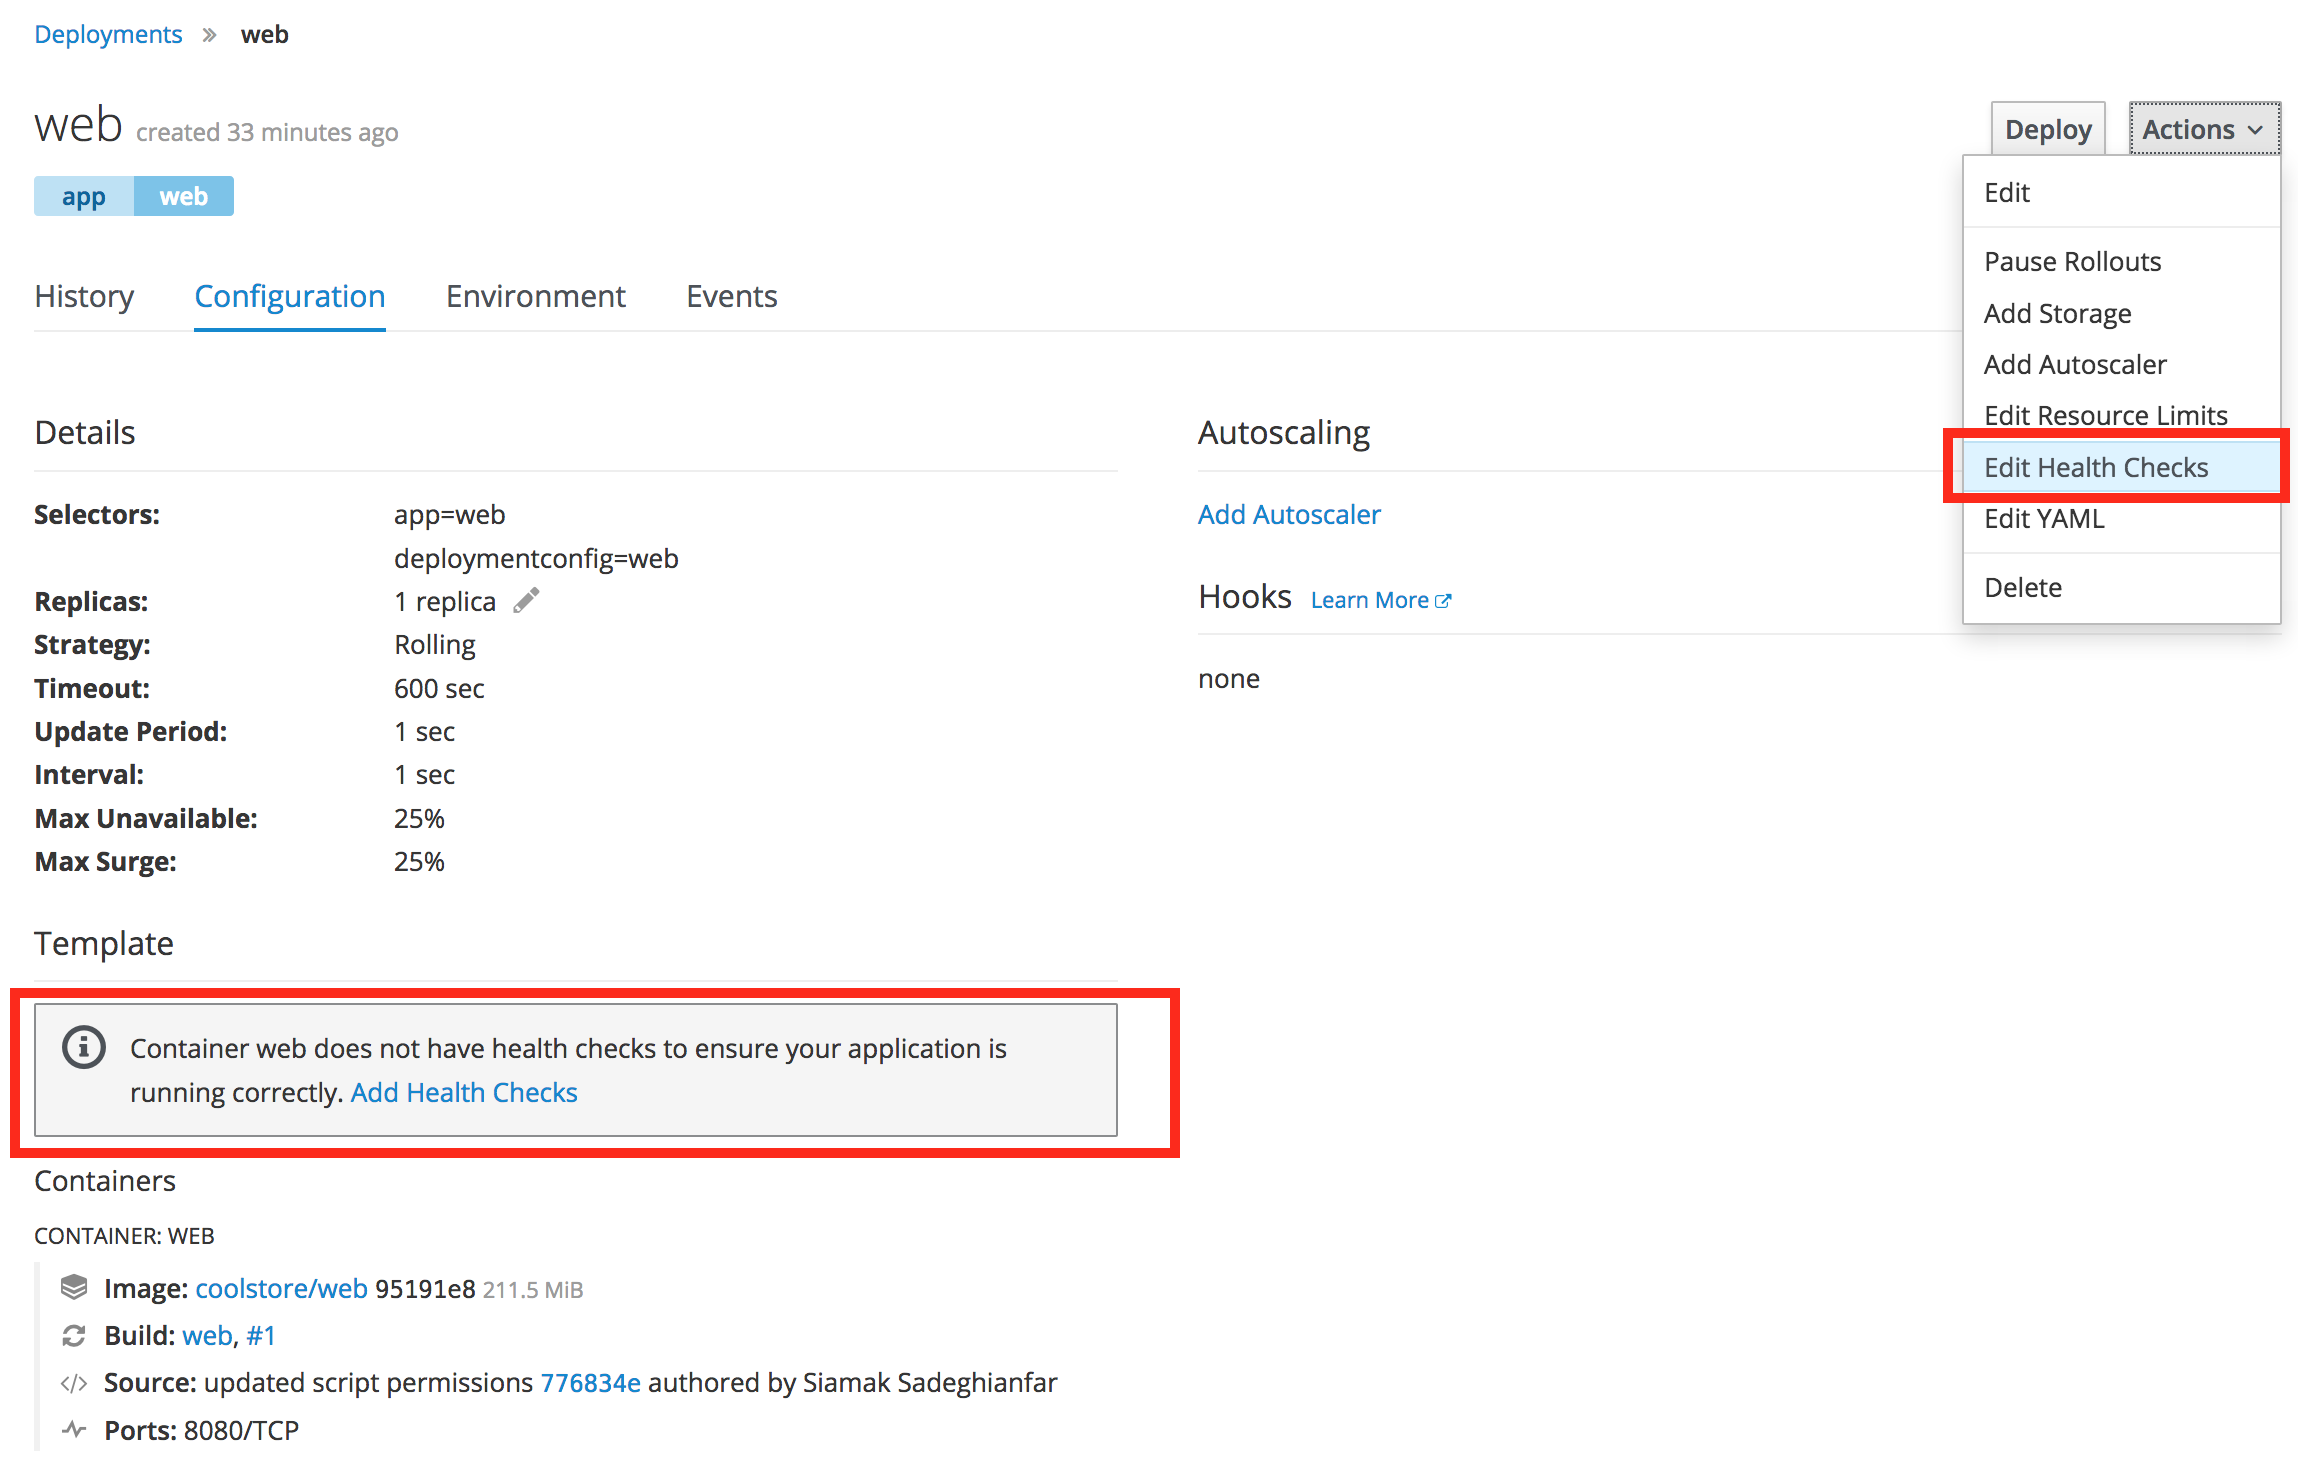 Deployments » web
web created 33 minutes ago
Deploy
Actions
app web
Edit
Pause Rollouts
Add Storage
Add Autoscaler
Edit Resource Limits
Edit Health Checks
Edit YAML
Delete
History Configuration Environment Events
Details
Selectors: app=web
deploymentconfig=web
Replicas: 1 replica
Strategy: Rolling
Timeout: 600 sec
Update Period: 1 sec
Interval: 1 sec
Max Unavailable: 25%
Max Surge: 25%
Autoscaling
Add Autoscaler
Hooks Learn More
none
Template
Container web does not have health checks to ensure your application is
running correctly. Add Health Checks
Containers
CONTAINER: WEB
Image: coolstore/web 95191e8 211.5 MiB
Build: web, #1
Source: updated script permissions 776834e authored by Siamak Sadeghianfar
Ports: 8080/TCP